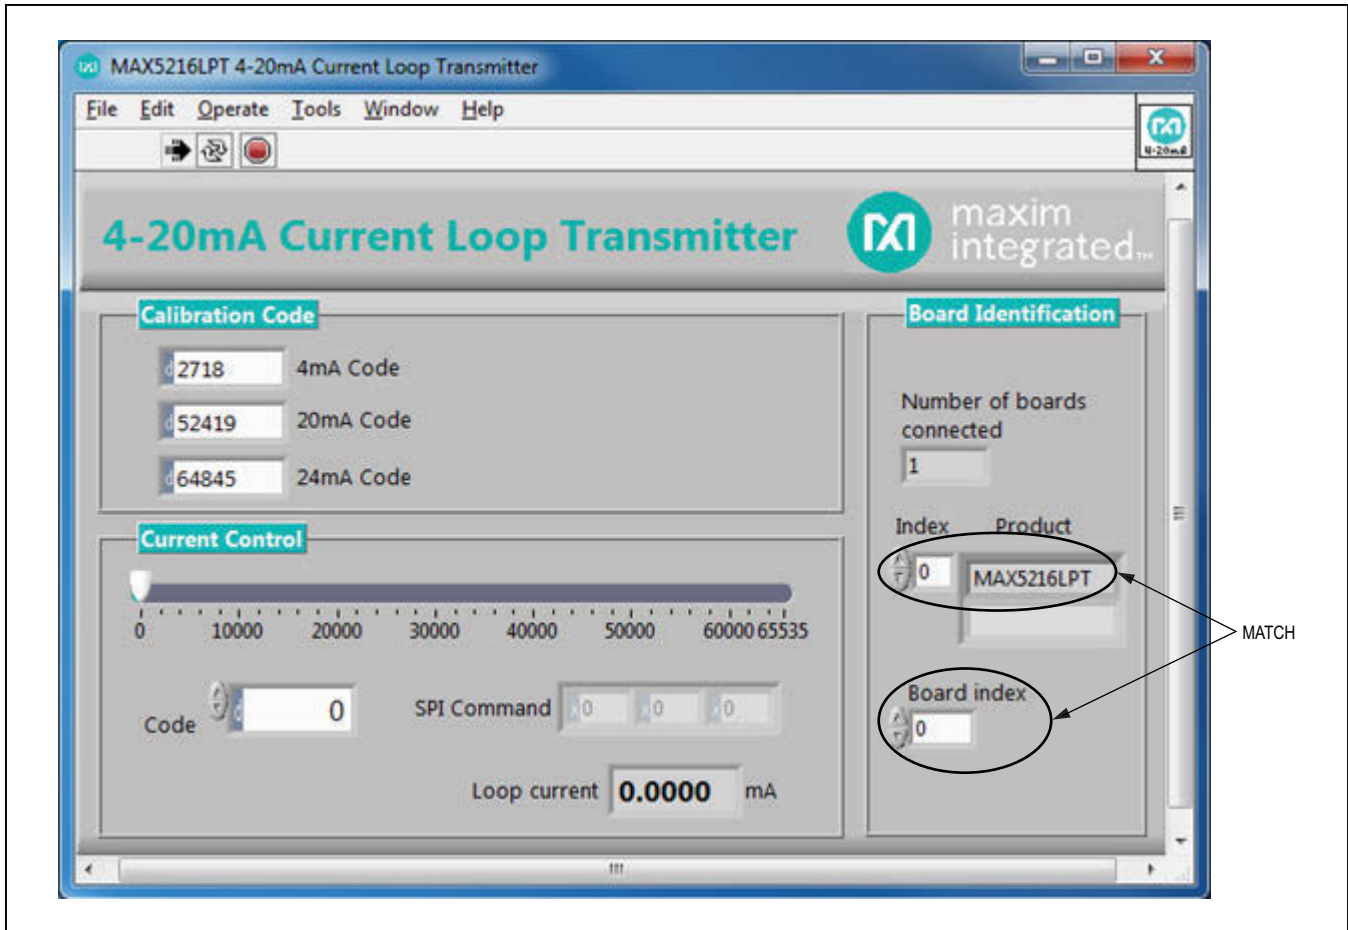 MAX5216LPT 4-20mA Current Loop Transmitter
File Edit Operate Tools Window Help
4-20mA
4-20mA Current Loop Transmitter
maxim
integrated™
Calibration Code
d 2718 4mA Code
d 52419 20mA Code
d 64845 24mA Code
Board Identification
Number of boards
connected
1
Index Product
0 MAX5216LPT
MATCH
Board index
0
Current Control
0 10000 20000 30000 40000 50000 60000 65535
Code d 0 SPI Command x 0 x 0 x 0
Loop current 0.0000 mA